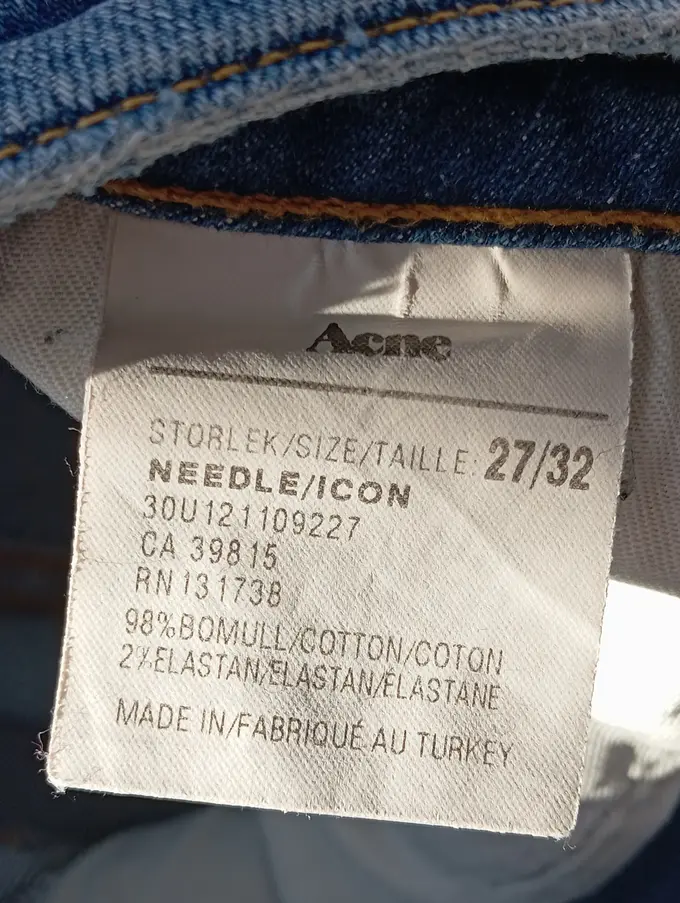 Acne
STORLEK/SIZE/TAILLE: 27/32
NEEDLE/ICON
30U121109227
CA 39815
RN 131738
98%BOMULL/COTTON/COTON
2%ELASTAN/ELASTAN/ÉLASTANE
MADE IN/FABRIQUÉ AU TURKEY